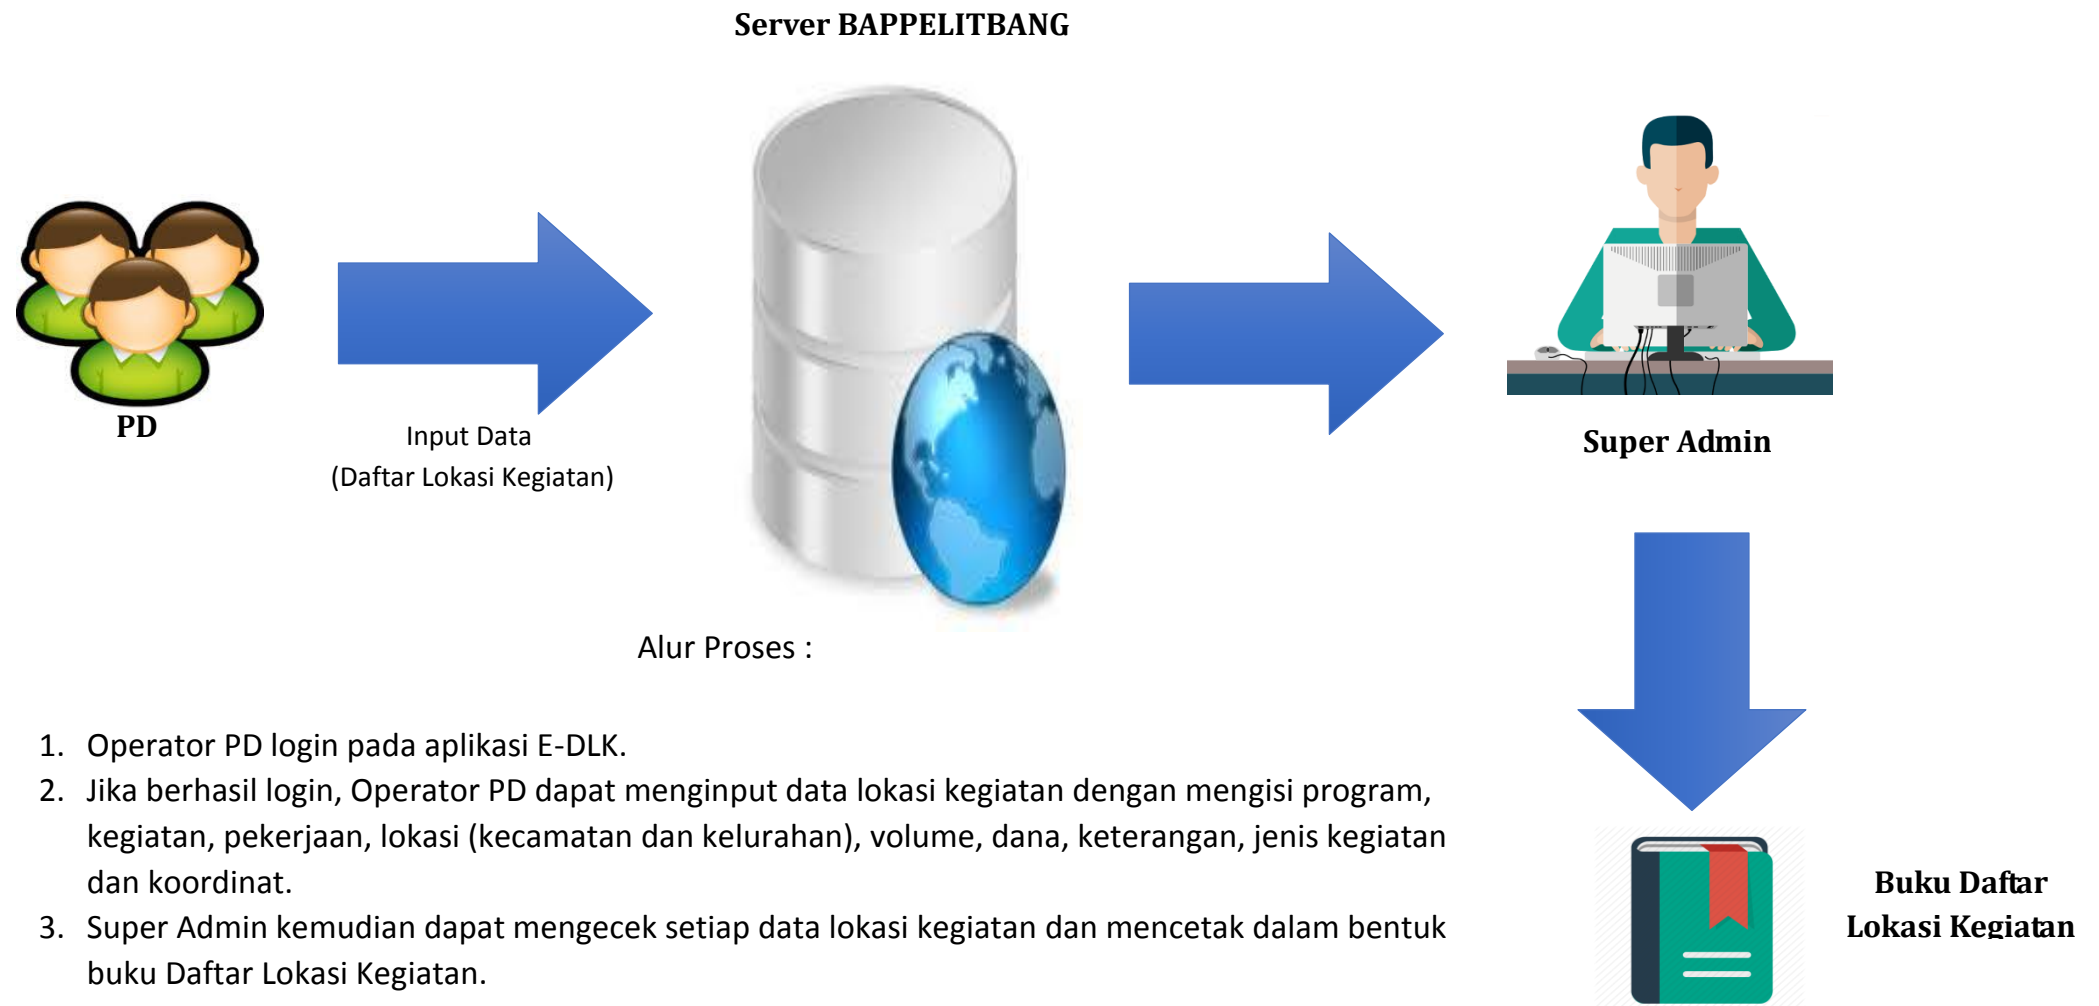 Server BAPPELITBANG
PD
Input Data
(Daftar Lokasi Kegiatan)
Super Admin
Alur Proses :
1. Operator PD login pada aplikasi E-DLK.
2. Jika berhasil login, Operator PD dapat menginput data lokasi kegiatan dengan mengisi program,
kegiatan, pekerjaan, lokasi (kecamatan dan kelurahan), volume, dana, keterangan, jenis kegiatan
dan koordinat.
3. Super Admin kemudian dapat mengecek setiap data lokasi kegiatan dan mencetak dalam bentuk
buku Daftar Lokasi Kegiatan.
Buku Daftar
Lokasi Kegiatan